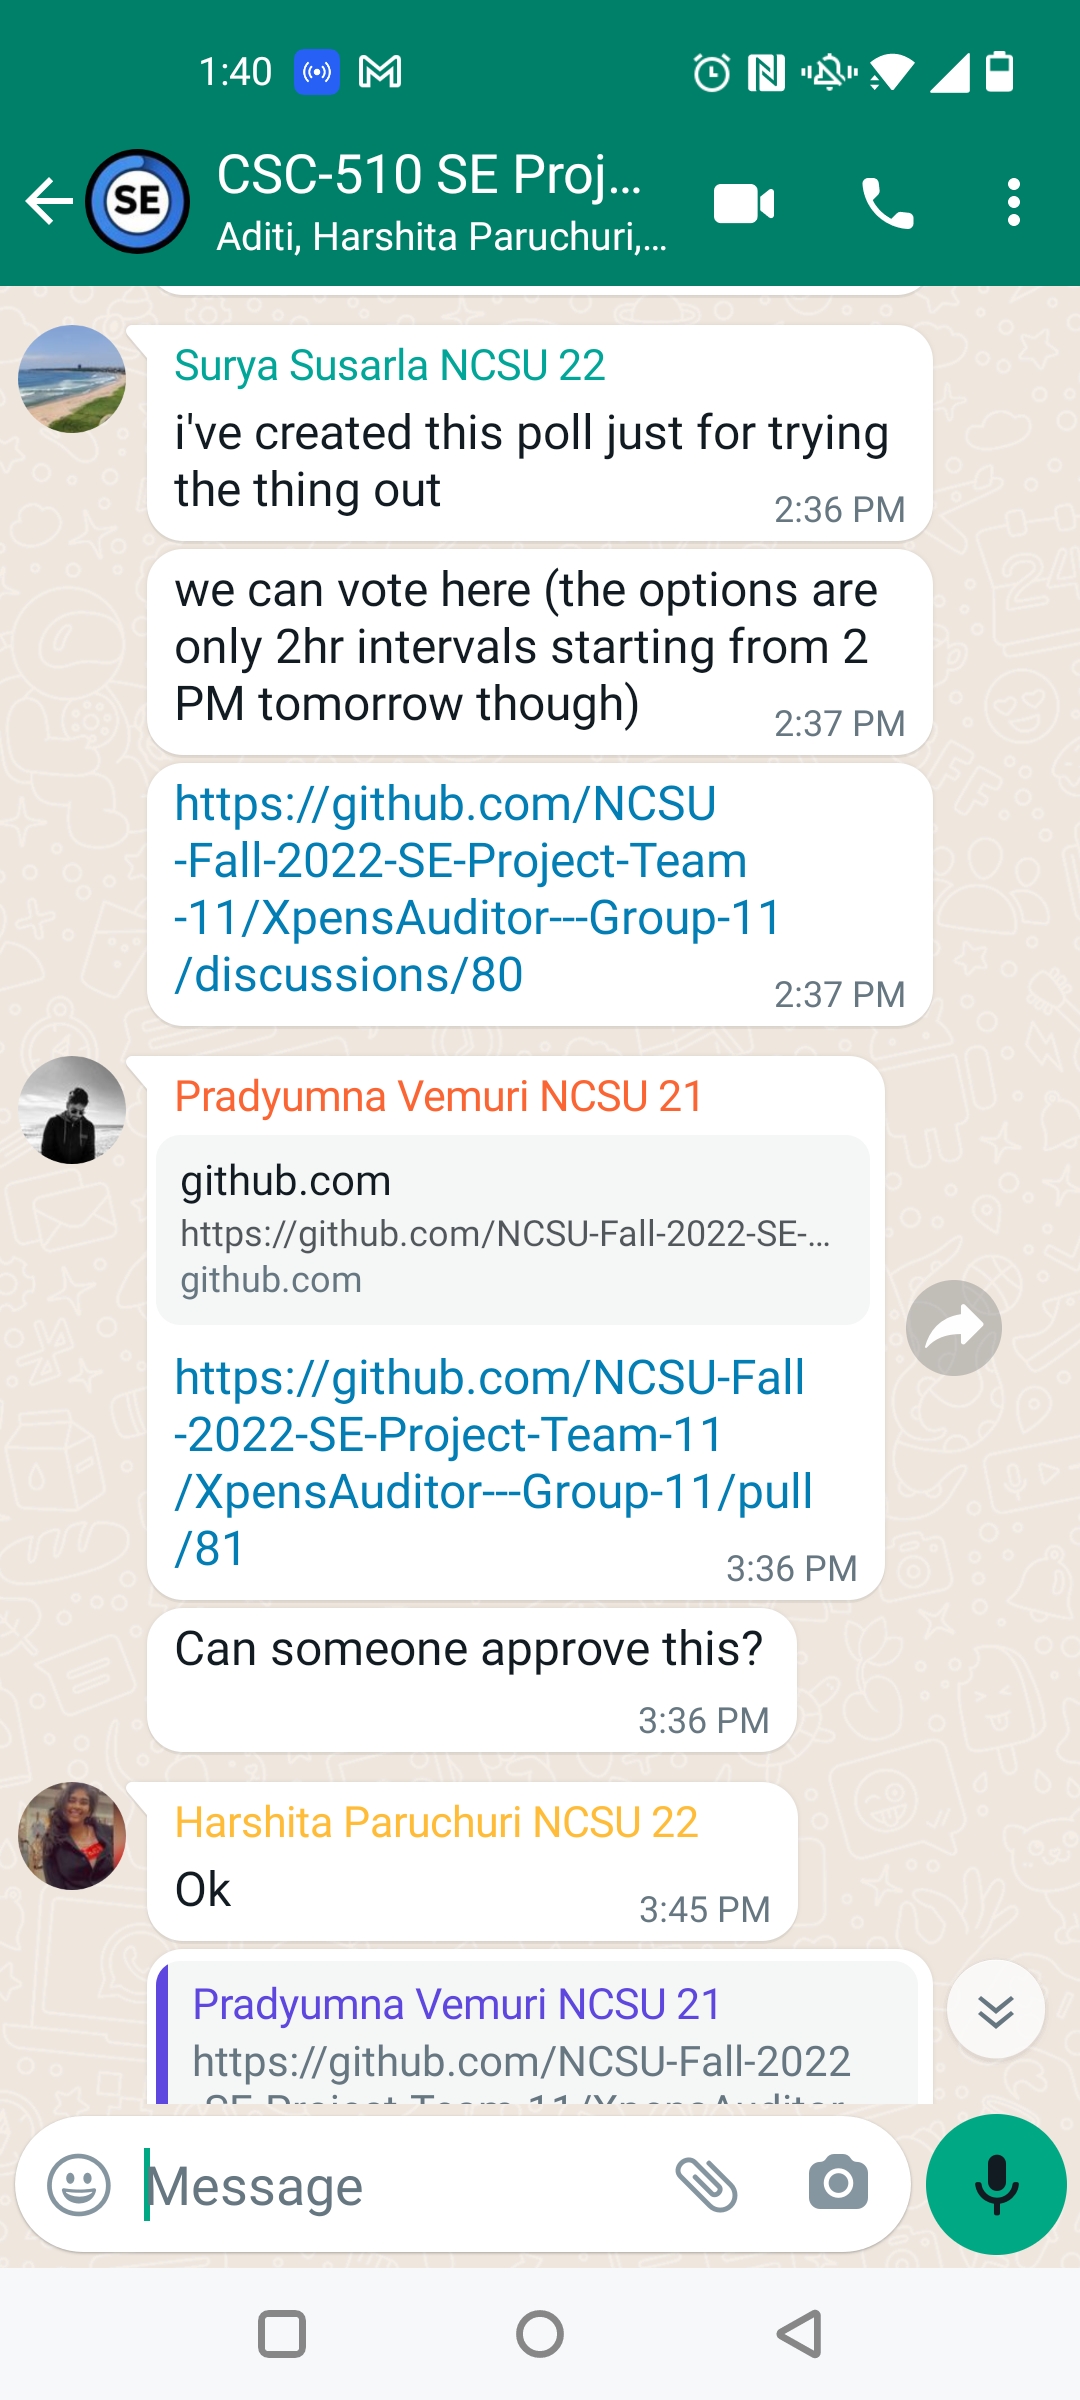 1:40
SE
CSC-510 SE Proj...
Aditi, Harshita Paruchuri,...
Surya Susarla NCSU 22
i've created this poll just for trying
the thing out
2:36 PM
we can vote here (the options are
only 2hr intervals starting from 2
PM tomorrow though)
2:37 PM
https://github.com/NCSU
-Fall-2022-SE-Project-Team
-11/XpensAuditor---Group-11
/discussions/80
2:37 PM
Pradyumna Vemuri NCSU 21
github.com
https://github.com/NCSU-Fall-2022-SE-...
github.com
https://github.com/NCSU-Fall
-2022-SE-Project-Team-11
/XpensAuditor---Group-11/pull
/81
3:36 PM
Can someone approve this?
3:36 PM
Harshita Paruchuri NCSU 22
Ok
3:45 PM
Pradyumna Vemuri NCSU 21
https://github.com/NCSU-Fall-2022
-SE-Project-Team-11/XpensAuditor
Message